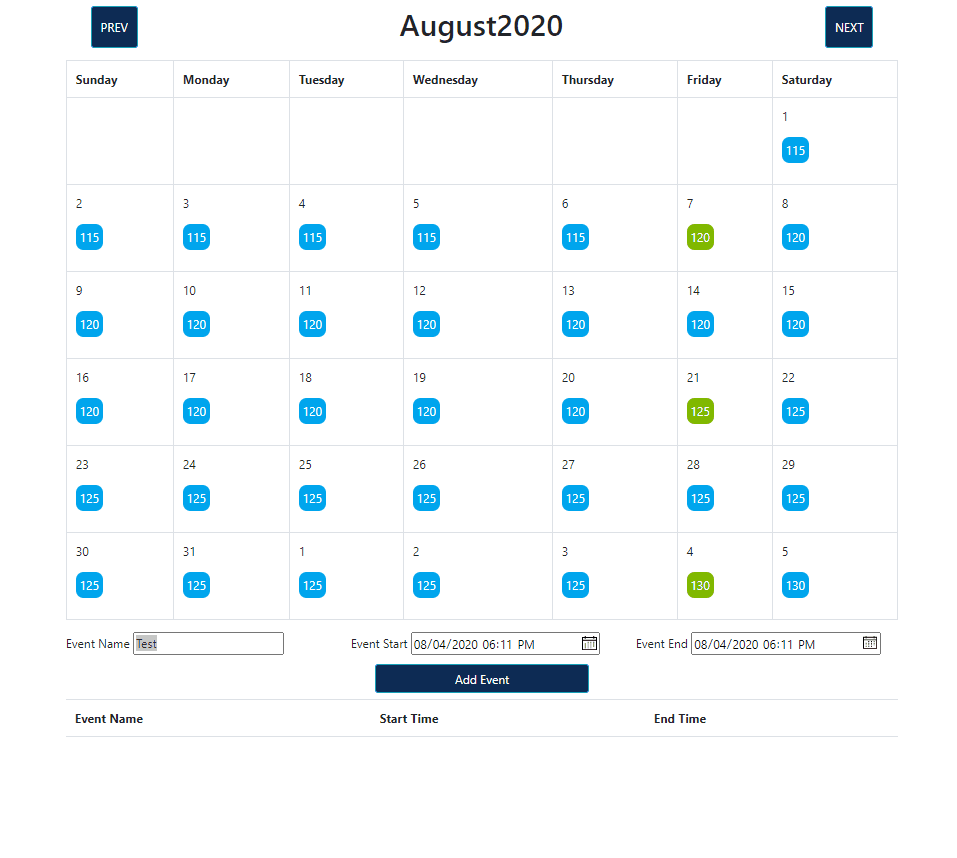 PREV August2020 NEXT
Sunday Monday Tuesday Wednesday Thursday Friday Saturday
1
115
2 3 4 5 6 7 8
115 115 115 115 115 120 120
9 10 11 12 13 14 15
120 120 120 120 120 120 120
16 17 18 19 20 21 22
120 120 120 120 120 125 125
23 24 25 26 27 28 29
125 125 125 125 125 125 125
30 31 1 2 3 4 5
125 125 125 125 125 130 130
Event Name Test Event Start 08/04/2020 06:11 PM Event End 08/04/2020 06:11 PM
Add Event
Event Name Start Time End Time